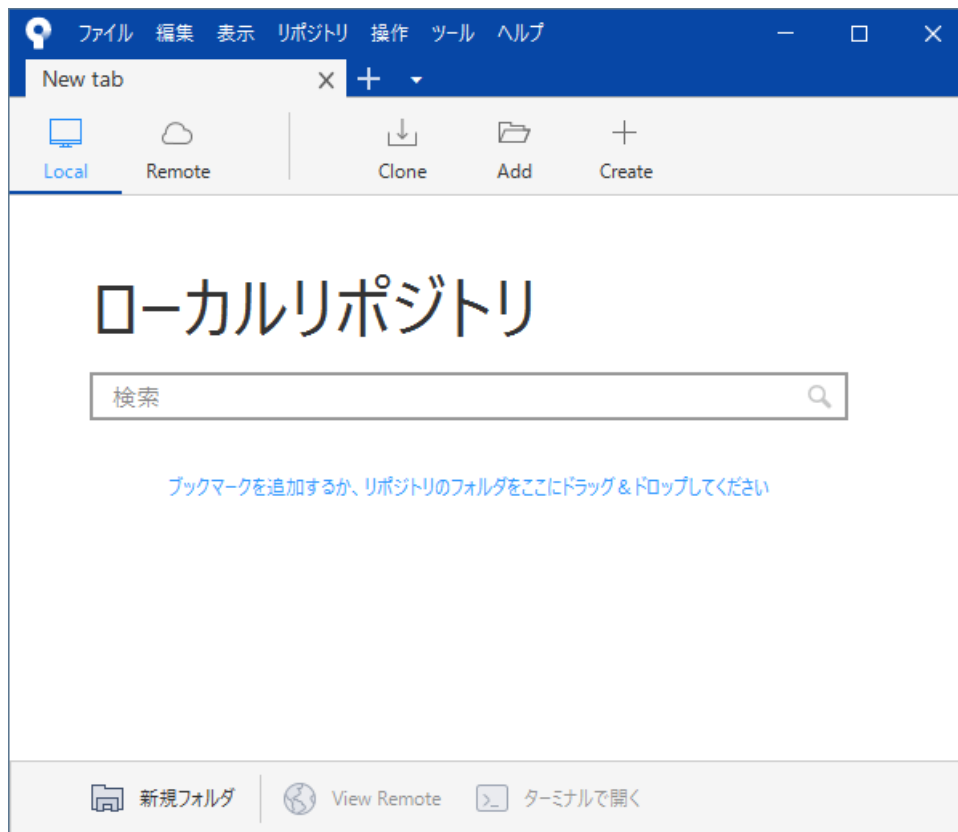 ファイル 編集 表示 リポジトリ 操作 ツール ヘルプ
New tab
Local Remote Clone Add Create
ローカルリポジトリ
検索
ブックマークを追加するか、リポジトリのフォルダをここにドラッグ&ドロップしてください
新規フォルダ View Remote ターミナルで開く